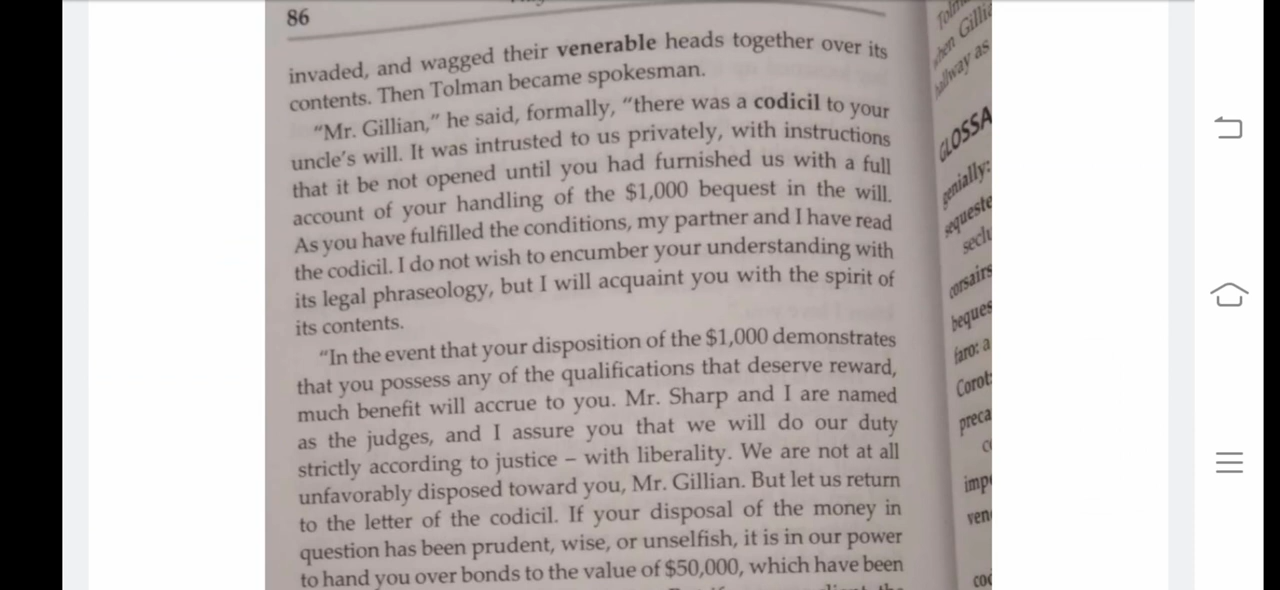 86
invaded, and wagged their venerable heads together over its
contents. Then Tolman became spokesman.
"Mr. Gillian," he said, formally, "there was a codicil to your
uncle's will. It was intrusted to us privately, with instructions
that it be not opened until you had furnished us with a full
account of your handling of the $1,000 bequest in the will.
As you have fulfilled the conditions, my partner and I have read
the codicil. I do not wish to encumber your understanding with
its legal phraseology, but I will acquaint you with the spirit of
its contents.
"In the event that your disposition of the $1,000 demonstrates
that you possess any of the qualifications that deserve reward,
much benefit will accrue to you. Mr. Sharp and I are named
as the judges, and I assure you that we will do our duty
strictly according to justice – with liberality. We are not at all
unfavorably disposed toward you, Mr. Gillian. But let us return
to the letter of the codicil. If your disposal of the money in
question has been prudent, wise, or unselfish, it is in our power
to hand you over bonds to the value of $50,000, which have been
hallway as
genially:
faro: a